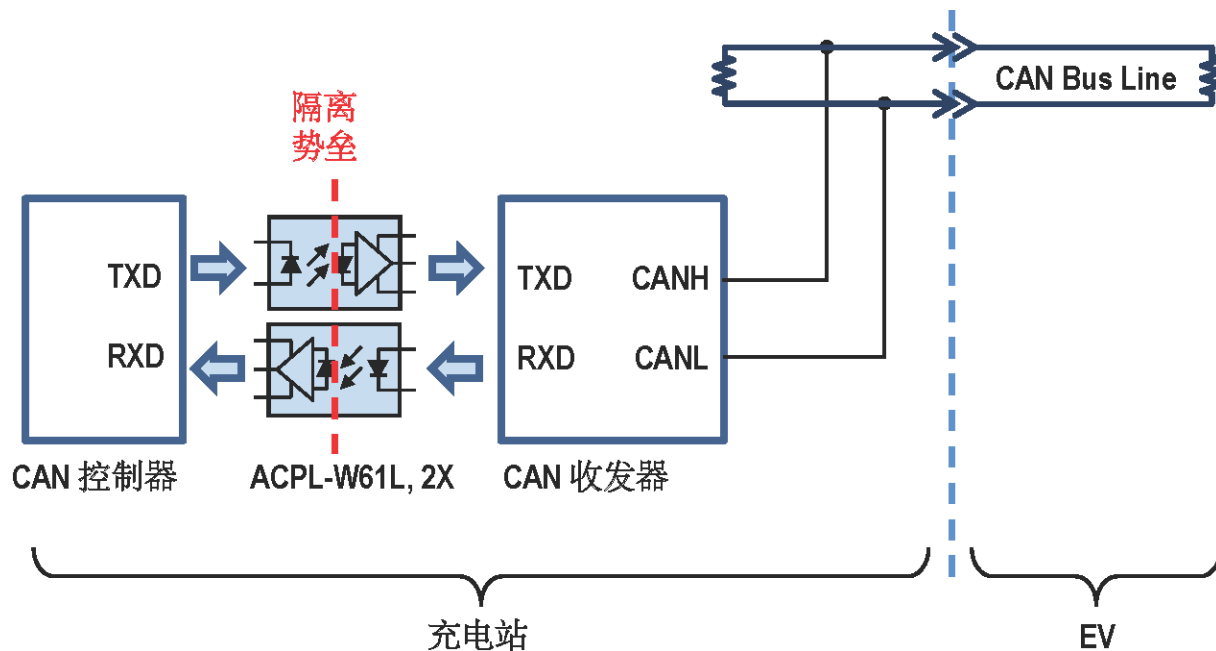 CAN Bus Line
隔离
势垒
TXD
RXD
TXD
CANH
RXD
CANL
CAN 控制器
ACPL-W61L, 2X
CAN 收发器
充电站
EV